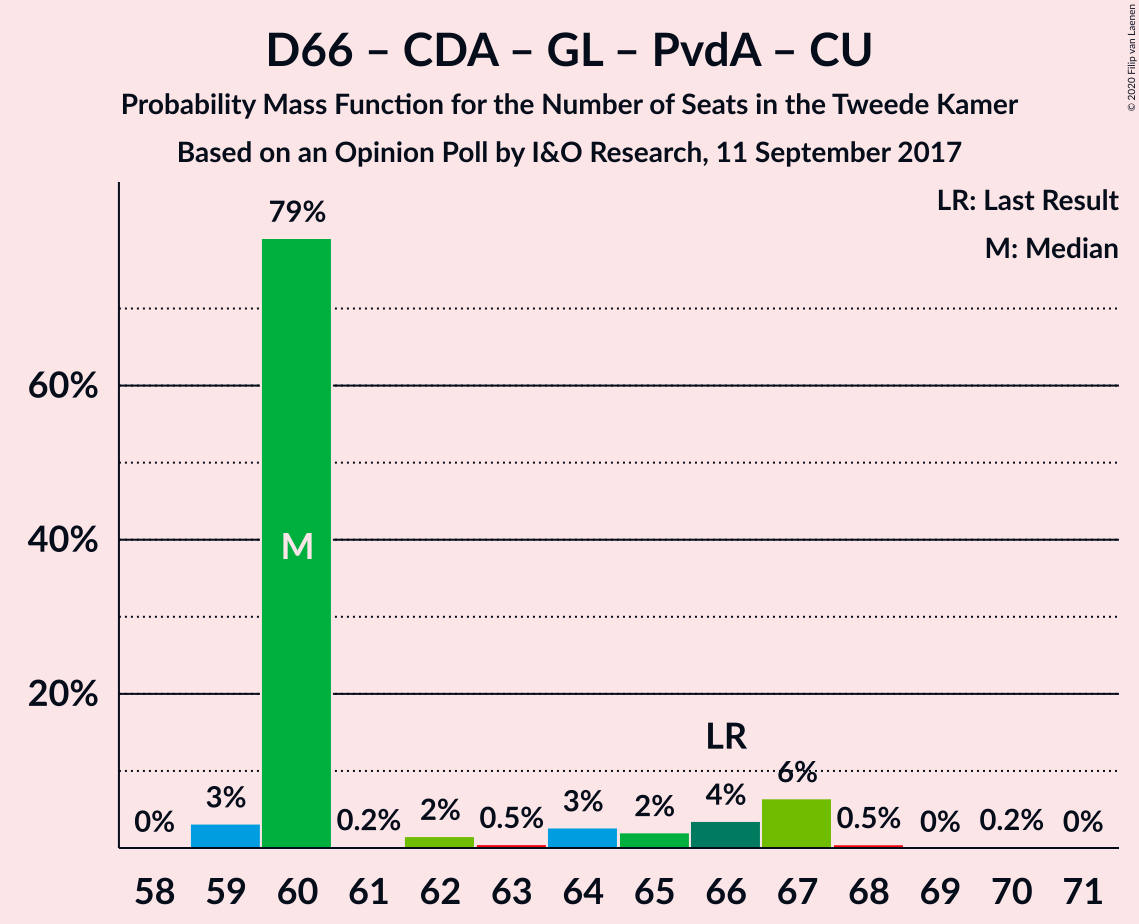 D66 – CDA – GL – PvdA – CU
Probability Mass Function for the Number of Seats in the Tweede Kamer
Based on an Opinion Poll by I&O Research, 11 September 2017
© 2020 Filip van Laenen
LR: Last Result
M: Median
60%
40%
20%
0%
3%
79%
M
0.2%
2%
0.5%
3%
2%
LR
4%
6%
0.5%
0%
0.2%
0%
58 59 60 61 62 63 64 65 66 67 68 69 70 71